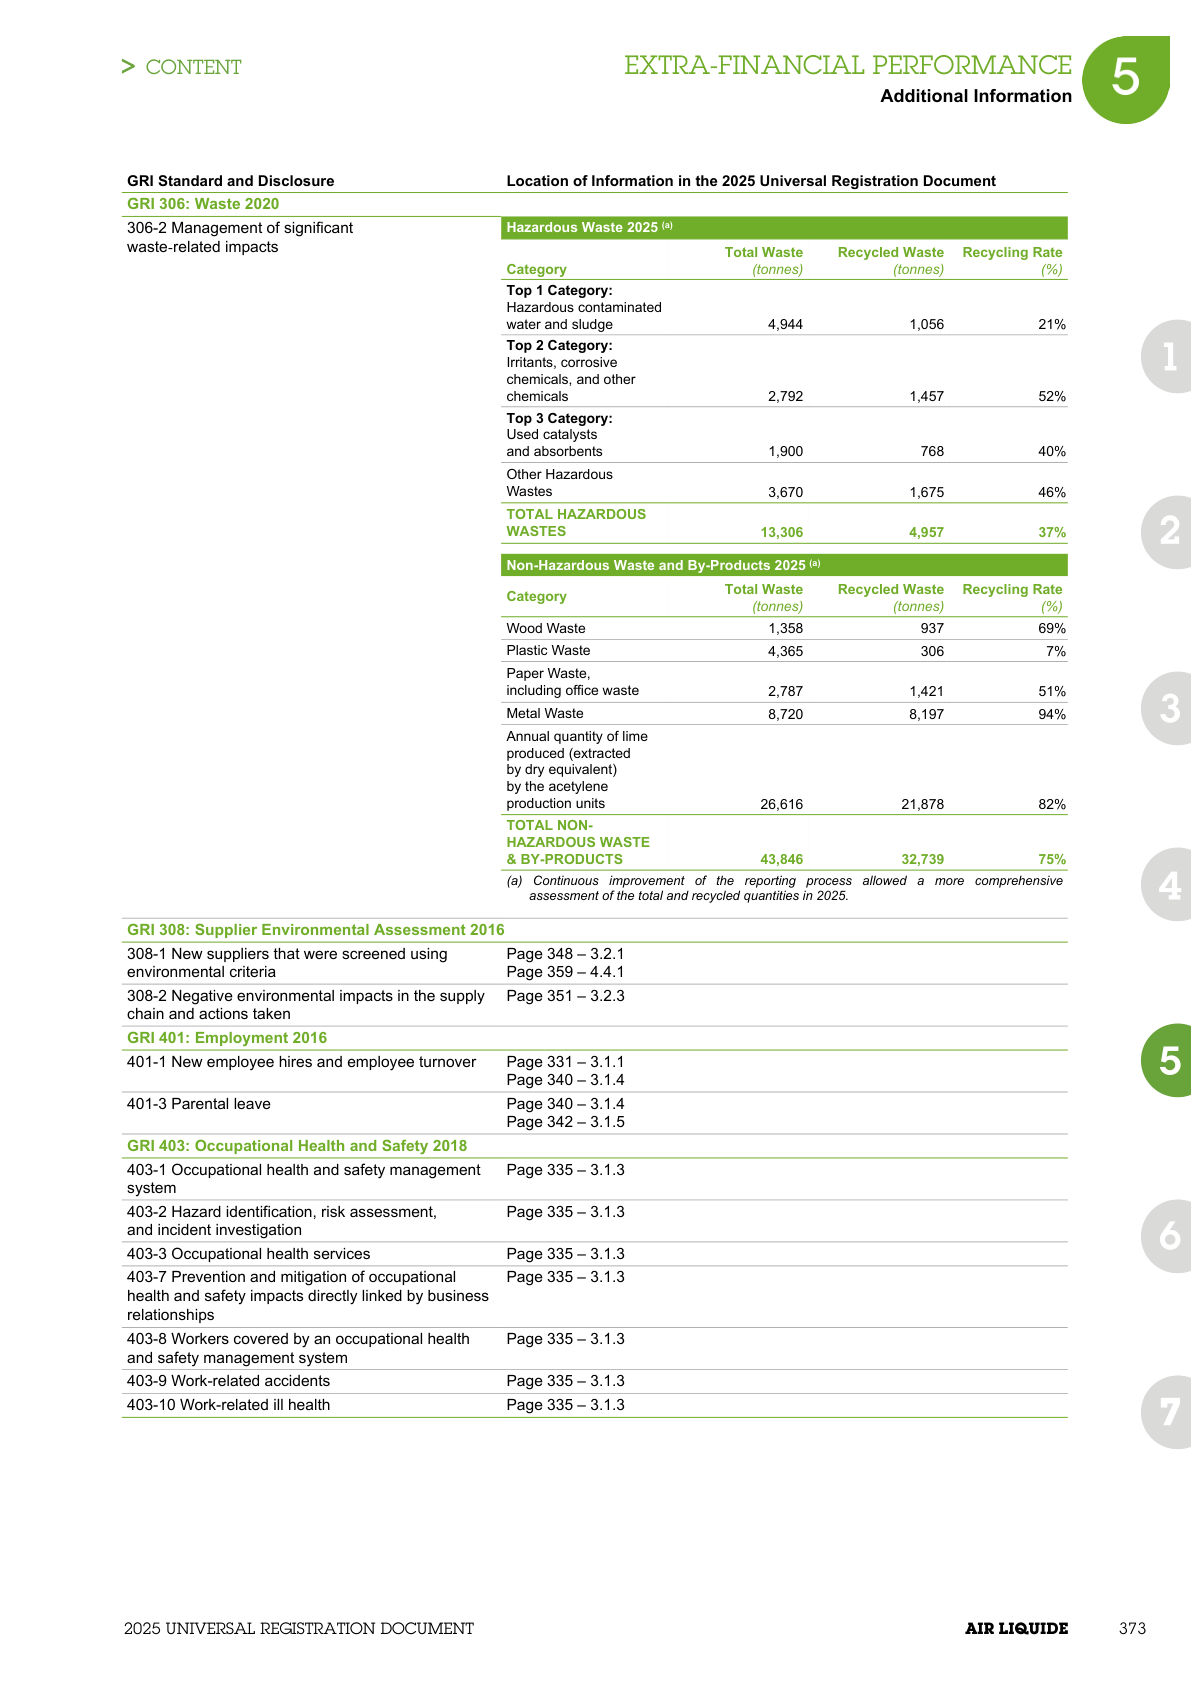 > CONTENT
EXTRA-FINANCIAL PERFORMANCE
Additional Information
5
GRI Standard and Disclosure Location of Information in the 2025 Universal Registration Document
GRI 306: Waste 2020
306-2 Management of significant
waste-related impacts
Hazardous Waste 2025 (a)
Total Waste Recycled Waste Recycling Rate
Category (tonnes) (tonnes) (%)
Top 1 Category:
Hazardous contaminated
water and sludge 4,944 1,056 21%
Top 2 Category:
Irritants, corrosive
chemicals, and other
chemicals 2,792 1,457 52%
Top 3 Category:
Used catalysts
and absorbents 1,900 768 40%
Other Hazardous
Wastes 3,670 1,675 46%
TOTAL HAZARDOUS
WASTES 13,306 4,957 37%
Non-Hazardous Waste and By-Products 2025 (a)
Category
Total Waste Recycled Waste Recycling Rate
(tonnes) (tonnes) (%)
Wood Waste 1,358 937 69%
Plastic Waste 4,365 306 7%
Paper Waste,
including office waste 2,787 1,421 51%
Metal Waste 8,720 8,197 94%
Annual quantity of lime
produced (extracted
by dry equivalent)
by the acetylene
production units 26,616 21,878 82%
TOTAL NON-
HAZARDOUS WASTE
& BY-PRODUCTS 43,846 32,739 75%
(a) Continuous improvement of the reporting process allowed a more comprehensive
assessment of the total and recycled quantities in 2025.
GRI 308: Supplier Environmental Assessment 2016
308-1 New suppliers that were screened using Page 348 – 3.2.1
environmental criteria Page 359 – 4.4.1
308-2 Negative environmental impacts in the supply Page 351 – 3.2.3
chain and actions taken
GRI 401: Employment 2016
401-1 New employee hires and employee turnover Page 331 – 3.1.1
Page 340 – 3.1.4
401-3 Parental leave Page 340 – 3.1.4
Page 342 – 3.1.5
GRI 403: Occupational Health and Safety 2018
403-1 Occupational health and safety management Page 335 – 3.1.3
system
403-2 Hazard identification, risk assessment, Page 335 – 3.1.3
and incident investigation
403-3 Occupational health services Page 335 – 3.1.3
403-7 Prevention and mitigation of occupational Page 335 – 3.1.3
health and safety impacts directly linked by business
relationships
403-8 Workers covered by an occupational health Page 335 – 3.1.3
and safety management system
403-9 Work-related accidents Page 335 – 3.1.3
403-10 Work-related ill health Page 335 – 3.1.3
1
2
3
4
5
6
7
2025 UNIVERSAL REGISTRATION DOCUMENT AIR LIQUIDE 373